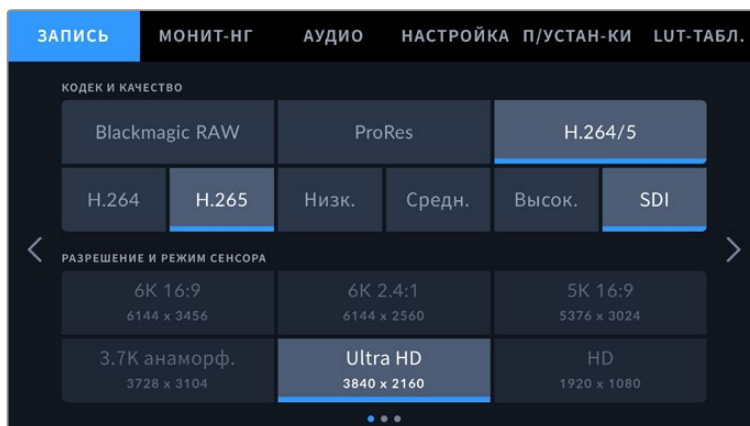 ЗАПИСЬ МОНИТ-НГ АУДИО НАСТРОЙКА П/УСТАН-КИ LUT-ТАБЛ.
КОДЕК И КАЧЕСТВО
Blackmagic RAW ProRes H.264/5
H.264 H.265 Низк. Средн. Высок. SDI
РАЗРЕШЕНИЕ И РЕЖИМ СЕНСОРА
6K 16:9 6K 2.4:1 5K 16:9
6144 x 3456 6144 x 2560 5376 x 3024
3.7K анаморф. Ultra HD HD
3728 x 3104 3840 x 2160 1920 x 1080